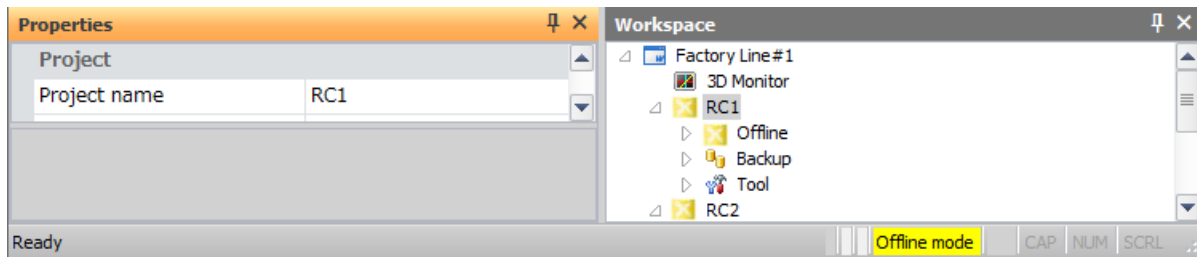 Properties
Project
Project name RC1
Workspace
Factory Line#1
3D Monitor
RC1
Offline
Backup
Tool
RC2
Ready
Offline mode
CAP NUM SCRL